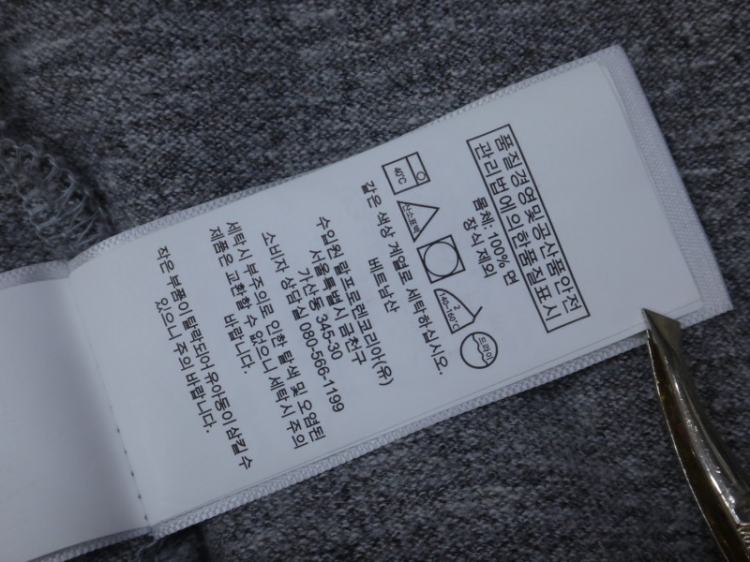 품질경영및공산품안전
관리법에의한품질표시
몸체: 100% 면
장식 제외
40℃
산소표백
2
140~160℃
드라이
같은 색상 계열로 세탁하십시오.
베트남산
수입원 랄프로렌코리아(유)
서울특별시 금천구
가산동 345-30
소비자 상담실 080-566-1199
세탁시 부주의로 인한 탈색 및 오염된
제품은 교환할 수 없으니 세탁시 주의
바랍니다.
작은 부품이 탈락되어 유아동이 삼킬 수
있으니 주의 바랍니다.